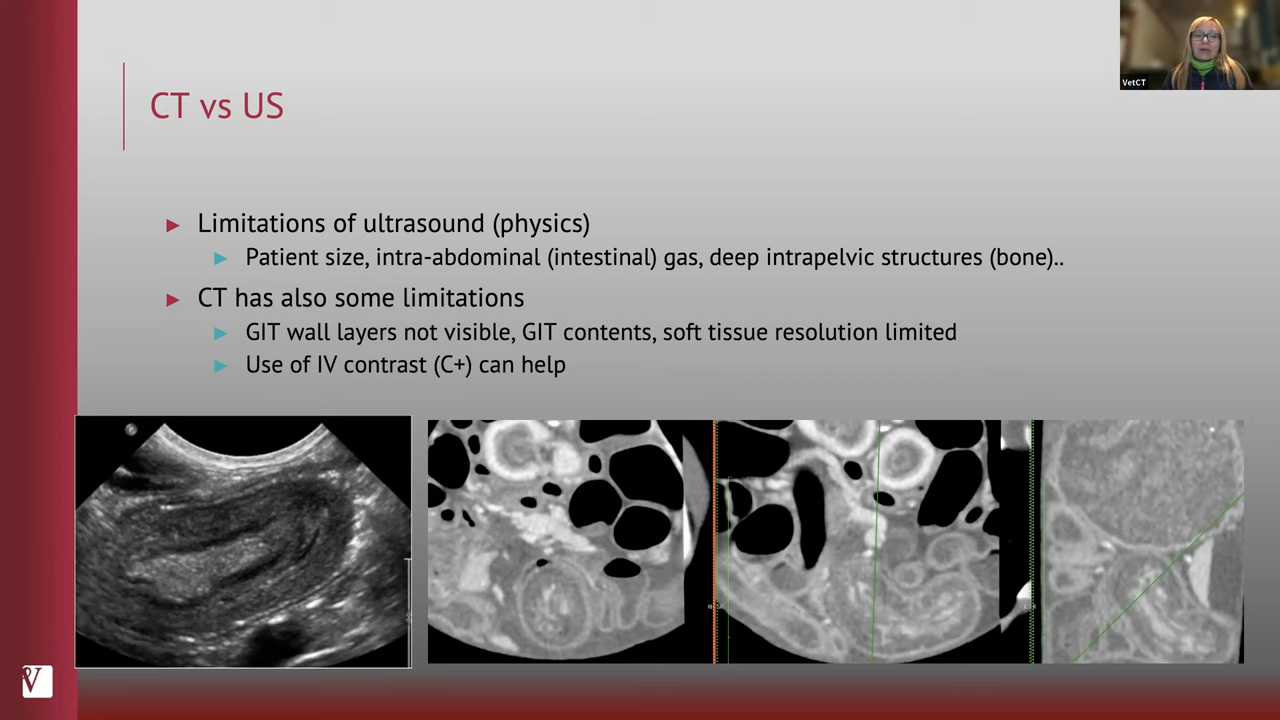 VetCT
CT vs US
Limitations of ultrasound (physics)
Patient size, intra-abdominal (intestinal) gas, deep intrapelvic structures (bone)..
CT has also some limitations
GIT wall layers not visible, GIT contents, soft tissue resolution limited
Use of IV contrast (C+) can help
V